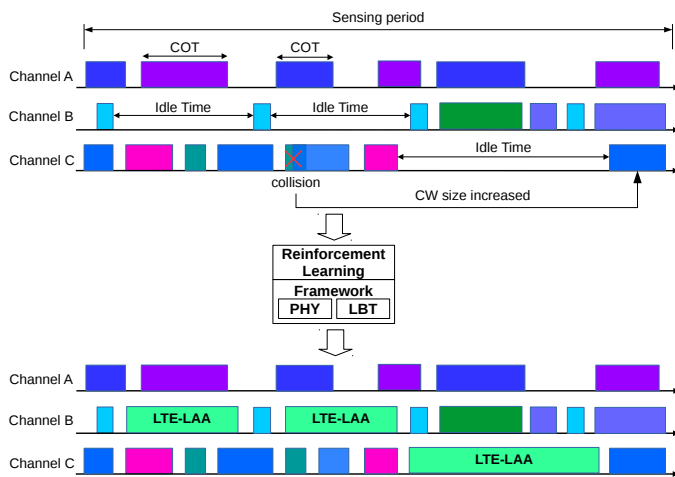 Sensing period
COT
COT
Channel A
Idle Time
Idle Time
Channel B
Idle Time
Channel C
collision
CW size increased
Reinforcement
Learning
Framework
PHY LBT
Channel A
Channel B
LTE-LAA
LTE-LAA
Channel C
LTE-LAA